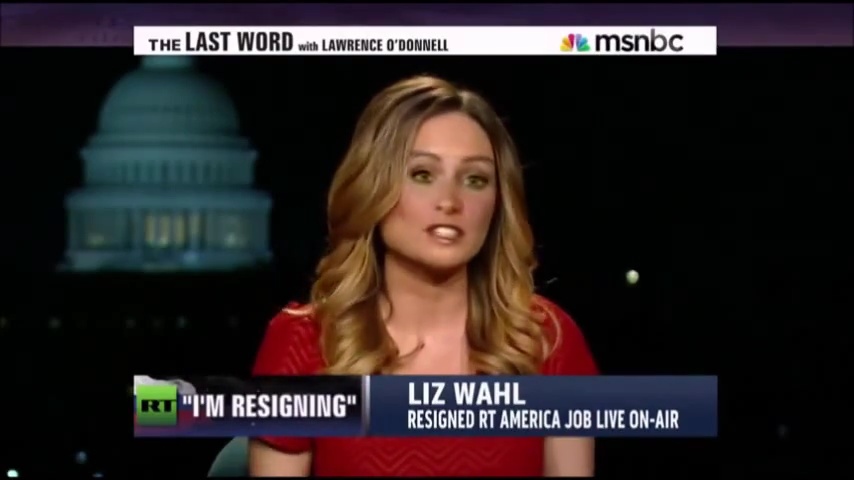 THE LAST WORD with LAWRENCE O'DONNELL msnbc
RT "I'M RESIGNING"
LIZ WAHL
RESIGNED RT AMERICA JOB LIVE ON-AIR